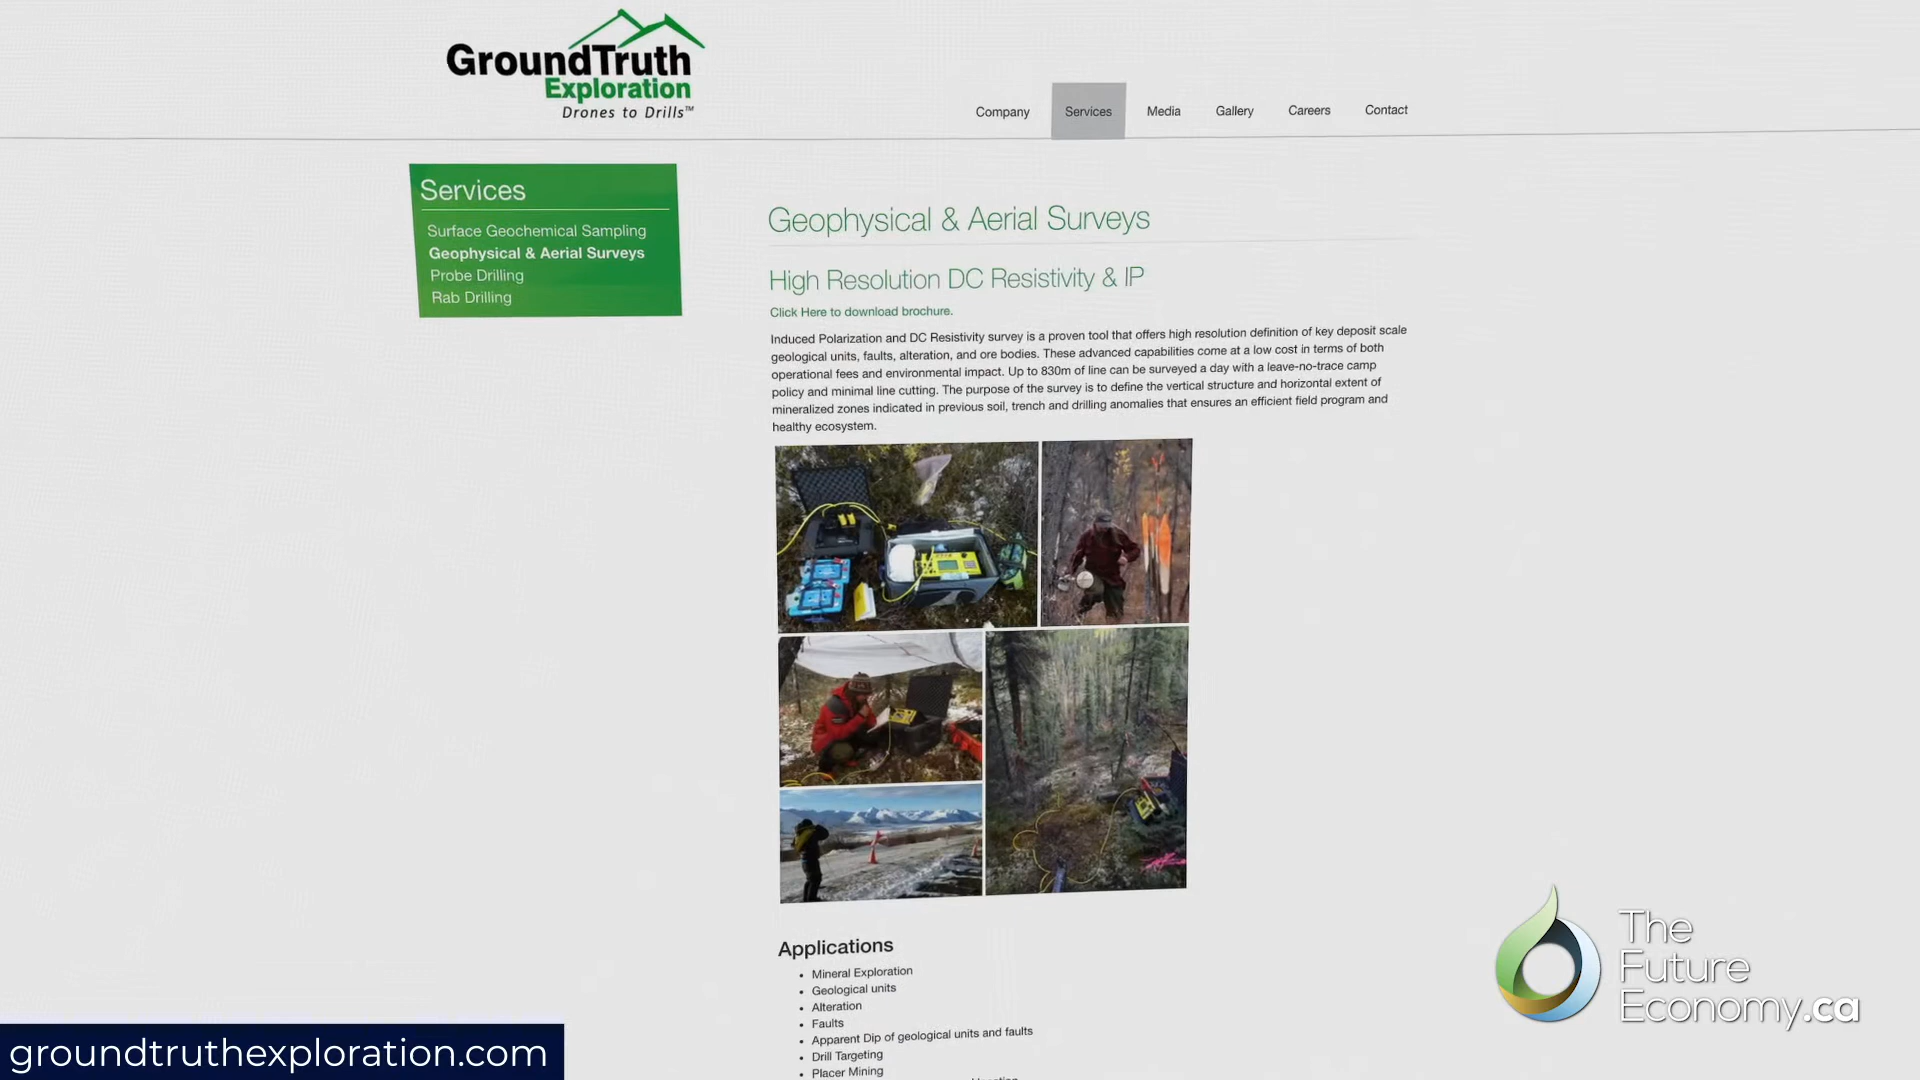 GroundTruth
Exploration
Drones to Drills™
Company
Services
Media
Gallery
Careers
Contact
Services
Surface Geochemical Sampling
Geophysical & Aerial Surveys
Probe Drilling
Rab Drilling
Geophysical & Aerial Surveys
High Resolution DC Resistivity & IP
Click Here to download brochure.
Induced Polarization and DC Resistivity survey is a proven tool that offers high resolution definition of key deposit scale
geological units, faults, alteration, and ore bodies. These advanced capabilities come at a low cost in terms of both
operational fees and environmental impact. Up to 830m of line can be surveyed a day with a leave-no-trace camp
policy and minimal line cutting. The purpose of the survey is to define the vertical structure and horizontal extent of
mineralized zones indicated in previous soil, trench and drilling anomalies that ensures an efficient field program and
healthy ecosystem.
Applications
• Mineral Exploration
• Geological units
• Alteration
• Faults
• Apparent Dip of geological units and faults
• Drill Targeting
• Placer Mining
The
Future
Economy.ca
groundtruthexploration.com